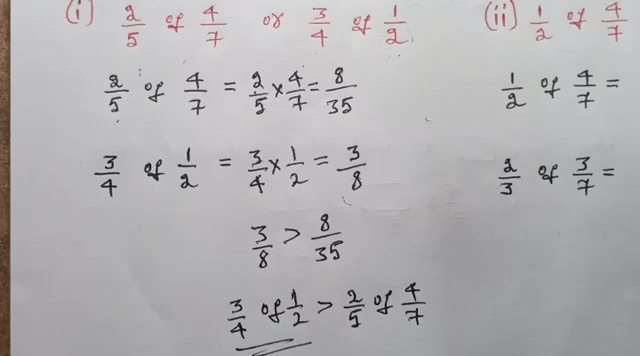 (i) 2/5 of 4/7 or 3/4 of 1/2
2/5 of 4/7 = 2/5 × 4/7 = 8/35
3/4 of 1/2 = 3/4 × 1/2 = 3/8
3/8 > 8/35
3/4 of 1/2 > 2/5 of 4/7
(ii) 1/2 of 4/7
1/2 of 4/7 =
2/3 of 3/7 =